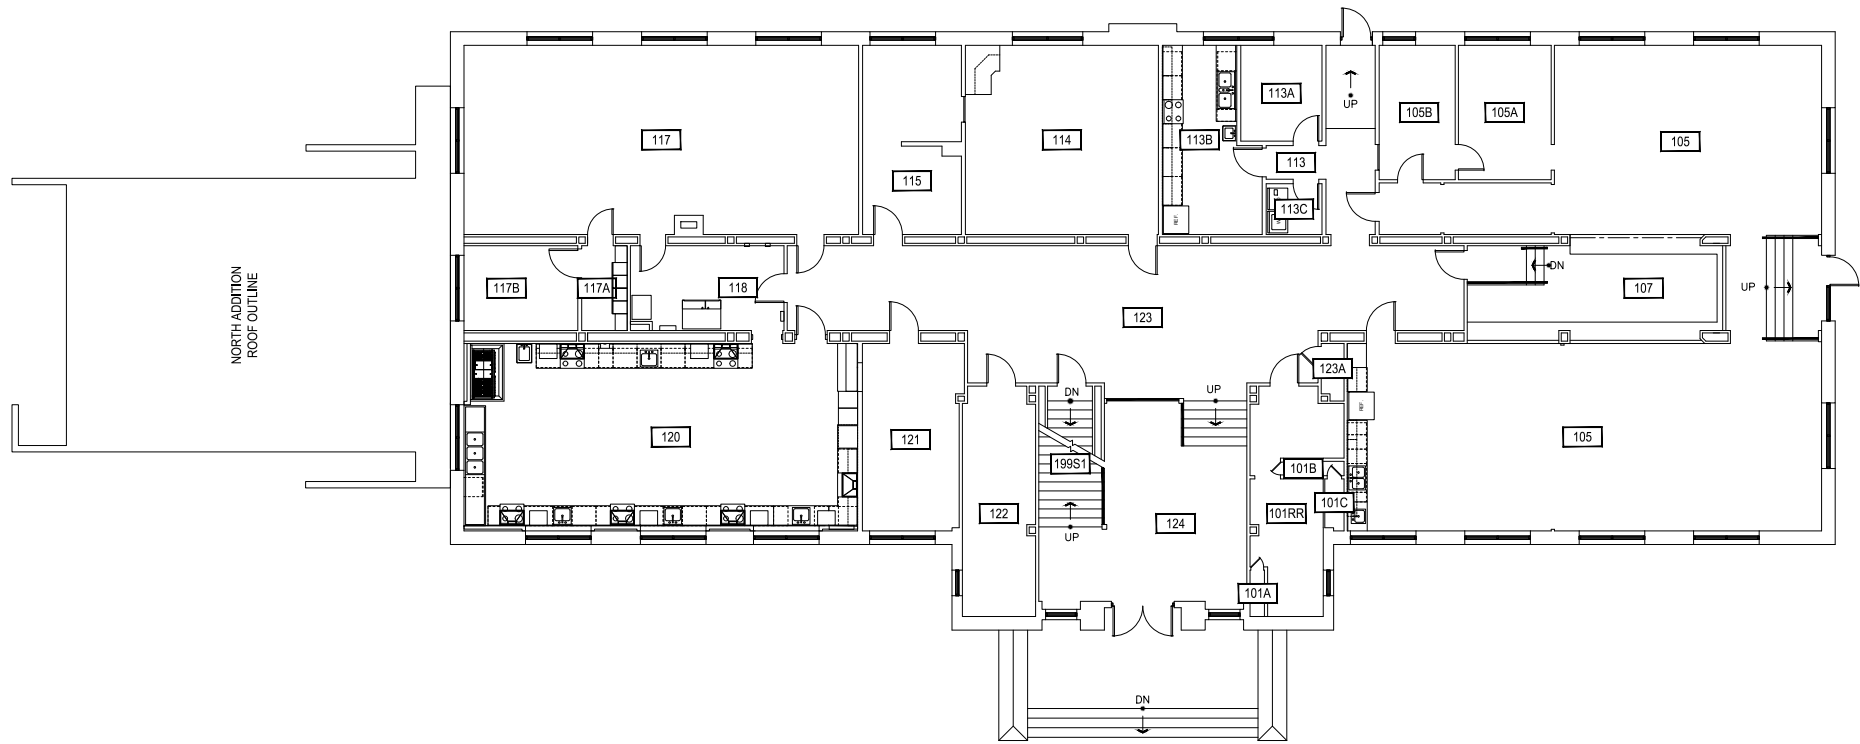 113A
UP
105B
105A
117
114
113B
105
113
115
REF.
113C
NORTH ADDITION
ROOF OUTLINE
117B
117A
118
DN
107
UP
123
123A
DN
UP
REF.
120
121
105
199S1
101B
101C
122
124
101RR
UP
101A
DN